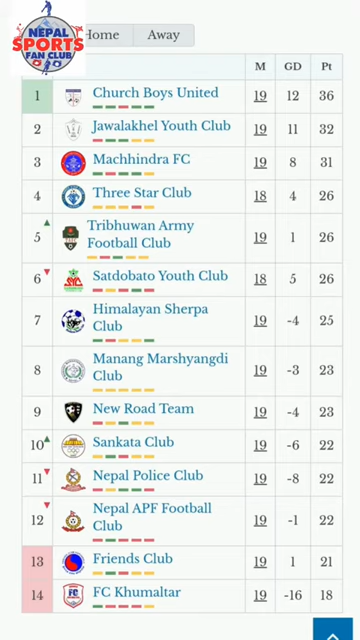 NEPAL
SPORTS
FAN CLUB
Home Away
M GD Pt
1 Church Boys United 19 12 36
2 Jawalakhel Youth Club 19 11 32
3 Machhindra FC 19 8 31
4 Three Star Club 18 4 26
5 Tribhuwan Army
Football Club 19 1 26
6 Satdobato Youth Club 18 5 26
7 Himalayan Sherpa
Club 19 -4 25
8 Manang Marshyangdi
Club 19 -3 23
9 New Road Team 19 -4 23
10 Sankata Club 19 -6 22
11 Nepal Police Club 19 -8 22
12 Nepal APF Football
Club 19 -1 22
13 Friends Club 19 1 21
14 FC Khumaltar 19 -16 18